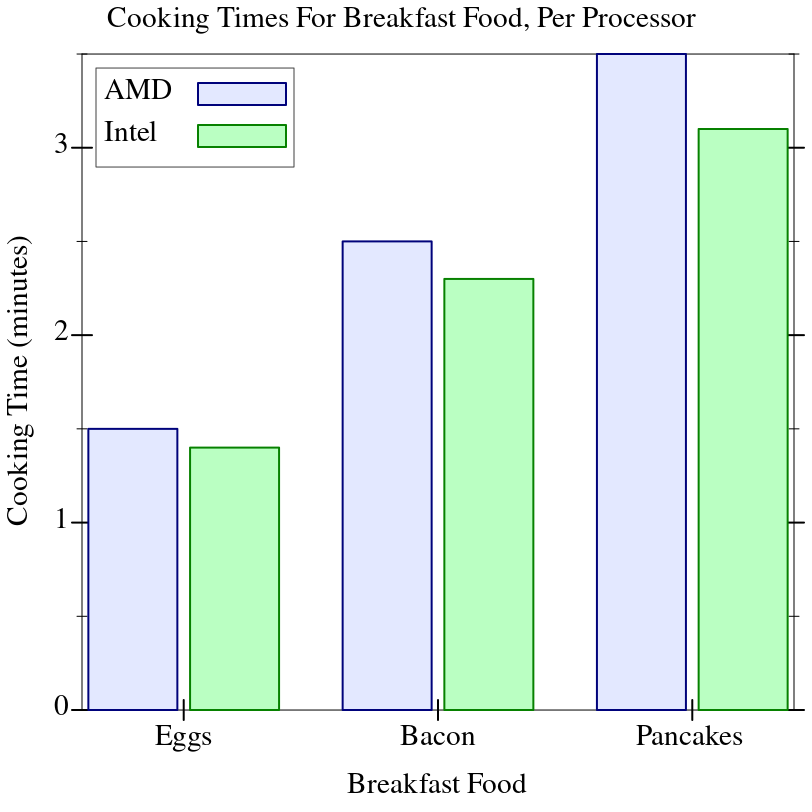 Cooking Times For Breakfast Food, Per Processor
AMD
Intel
Cooking Time (minutes)
3
2
1
0
Eggs Bacon Pancakes
Breakfast Food